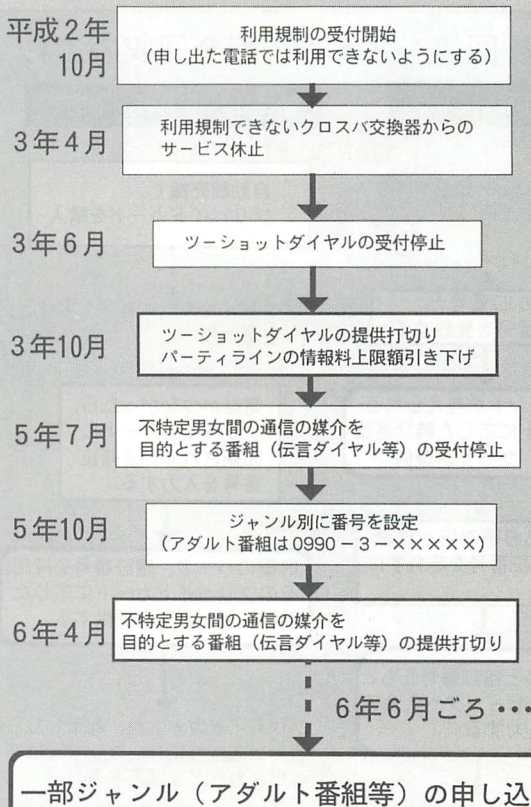 平成2年
10月
利用規制の受付開始
(申し出た電話では利用できないようにする)
3年4月
利用規制できないクロスバ交換器からの
サービス休止
3年6月
ツーショットダイヤルの受付停止
3年10月
ツーショットダイヤルの提供打切り
パーティラインの情報料上限額引き下げ
5年7月
不特定男女間の通信の媒介を
目的とする番組(伝言ダイヤル等)の受付停止
5年10月
ジャンル別に番号を設定
(アダルト番組は0990-3-×××××)
6年4月
不特定男女間の通信の媒介を
目的とする番組(伝言ダイヤル等)の提供打切り
6年6月ごろ・・・
一部ジャンル(アダルト番組等)の申し込